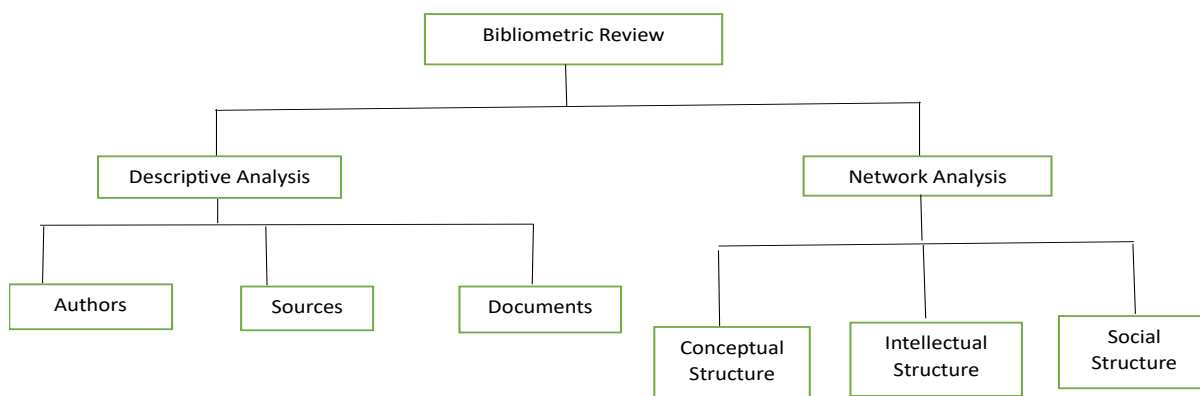 Bibliometric Review
Descriptive Analysis
Network Analysis
Authors
Sources
Documents
Conceptual
Structure
Intellectual
Structure
Social
Structure